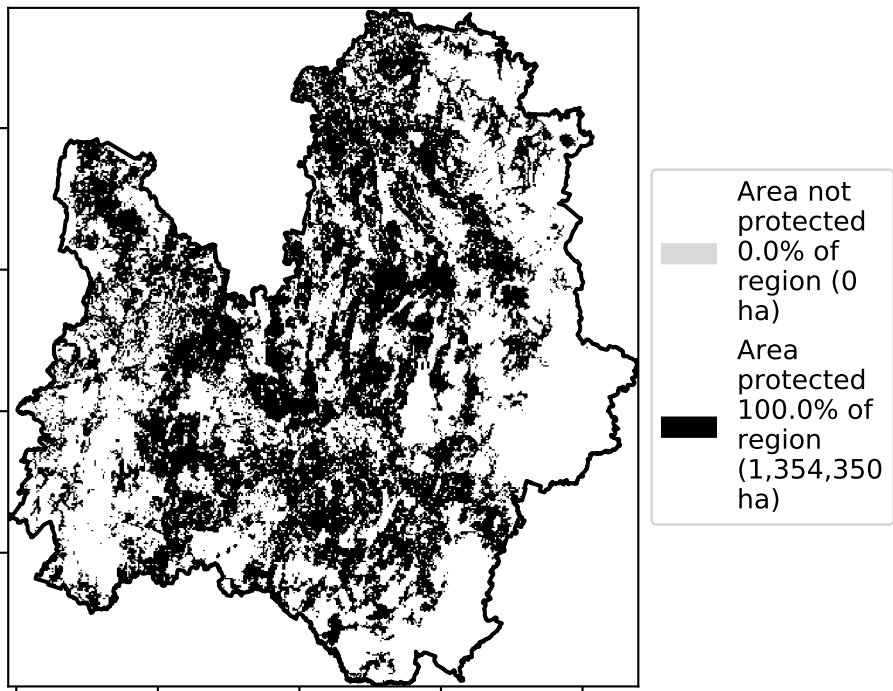 Area not
protected
0.0% of
region (0
ha)
Area
protected
100.0% of
region
(1,354,350
ha)